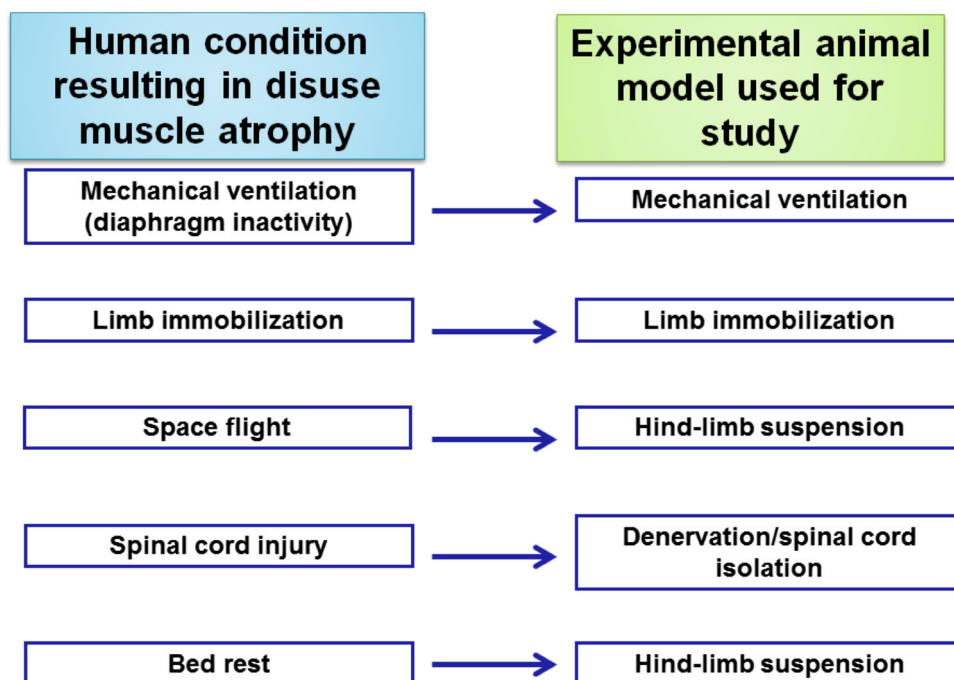 Human condition
resulting in disuse
muscle atrophy
Experimental animal
model used for
study
Mechanical ventilation
(diaphragm inactivity)
Mechanical ventilation
Limb immobilization
Limb immobilization
Space flight
Hind-limb suspension
Spinal cord injury
Denervation/spinal cord
isolation
Bed rest
Hind-limb suspension